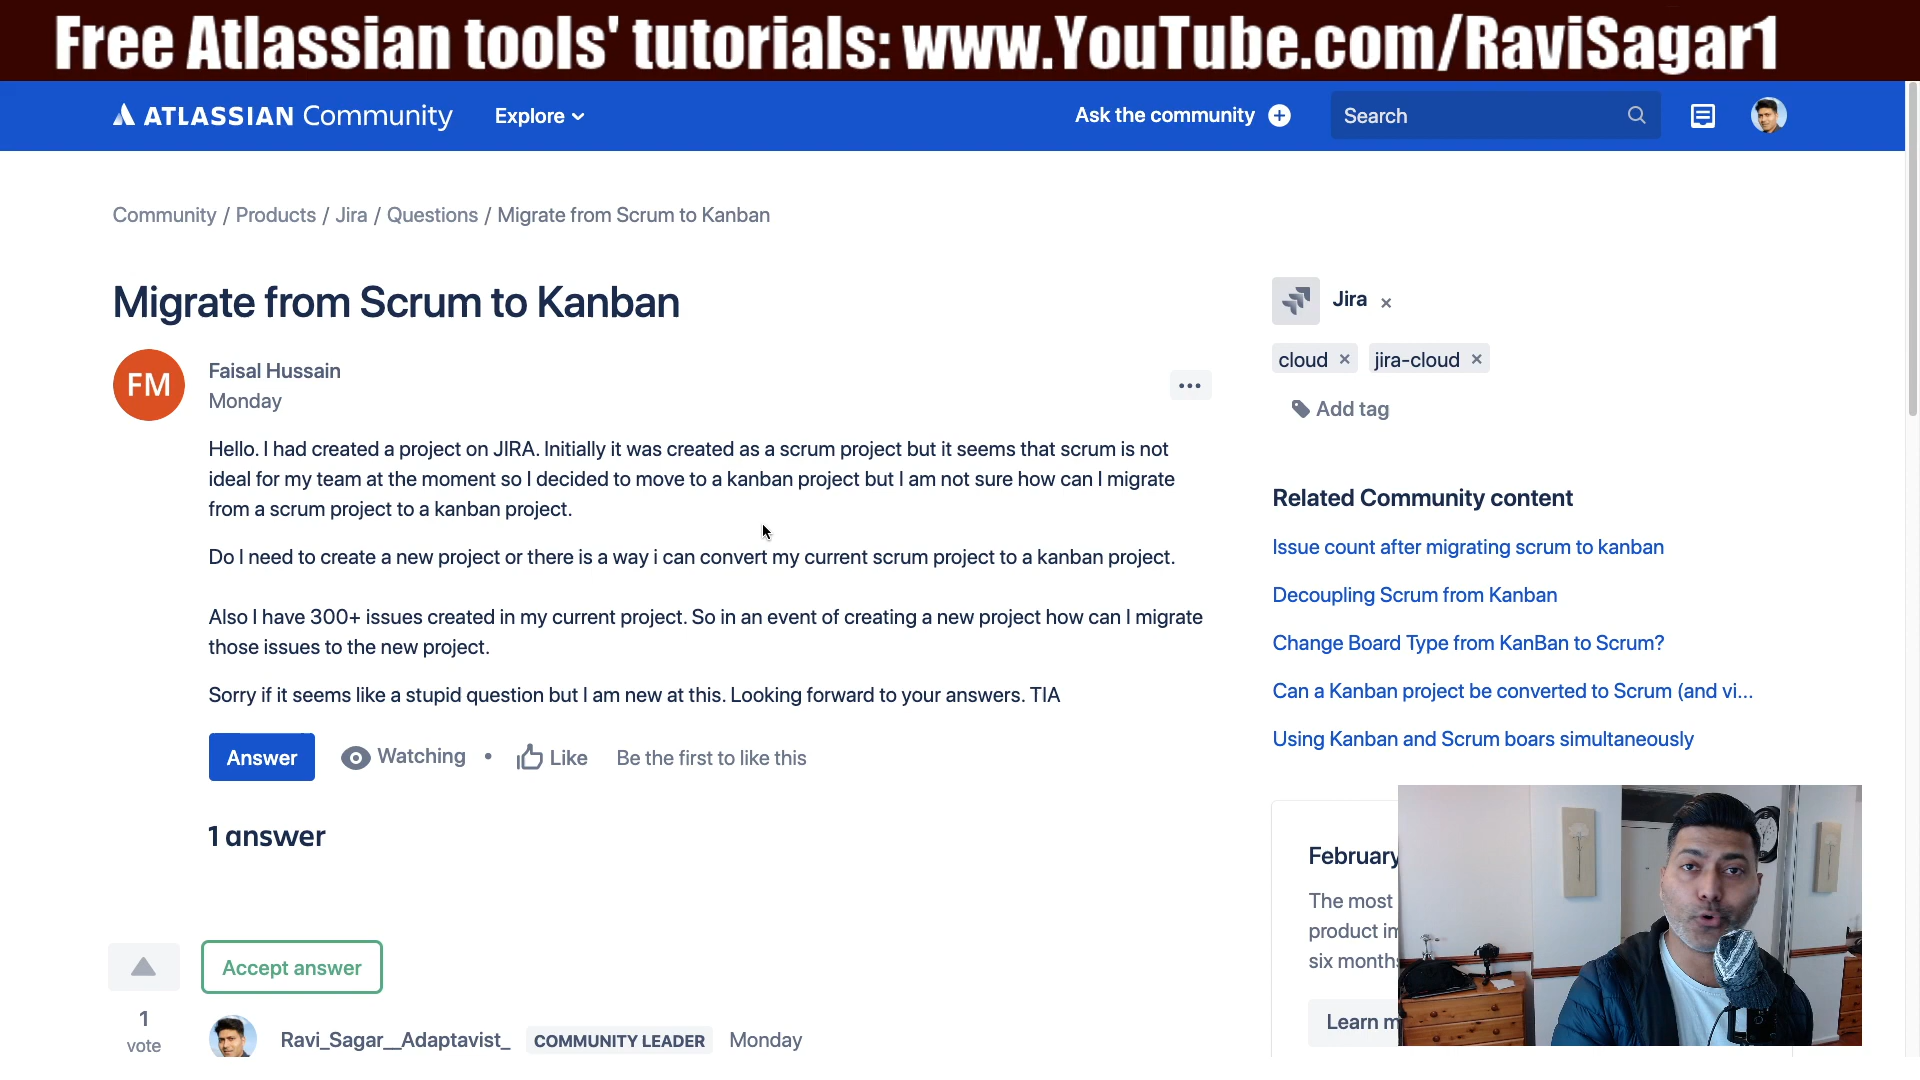 Free Atlassian tools' tutorials: www.YouTube.com/RaviSagar1
ATLASSIAN Community
Explore
Ask the community
Search
Community / Products / Jira / Questions / Migrate from Scrum to Kanban
Migrate from Scrum to Kanban
FM
Faisal Hussain
Monday
Hello. I had created a project on JIRA. Initially it was created as a scrum project but it seems that scrum is not
ideal for my team at the moment so I decided to move to a kanban project but I am not sure how can I migrate
from a scrum project to a kanban project.
Do I need to create a new project or there is a way i can convert my current scrum project to a kanban project.
Also I have 300+ issues created in my current project. So in an event of creating a new project how can I migrate
those issues to the new project.
Sorry if it seems like a stupid question but I am new at this. Looking forward to your answers. TIA
Answer
Watching • Like Be the first to like this
1 answer
Accept answer
1
vote
Ravi_Sagar__Adaptavist_ COMMUNITY LEADER Monday
Jira ×
cloud × jira-cloud ×
Add tag
Related Community content
Issue count after migrating scrum to kanban
Decoupling Scrum from Kanban
Change Board Type from KanBan to Scrum?
Can a Kanban project be converted to Scrum (and vi...
Using Kanban and Scrum boars simultaneously
February
The most
product im
six months
Learn m